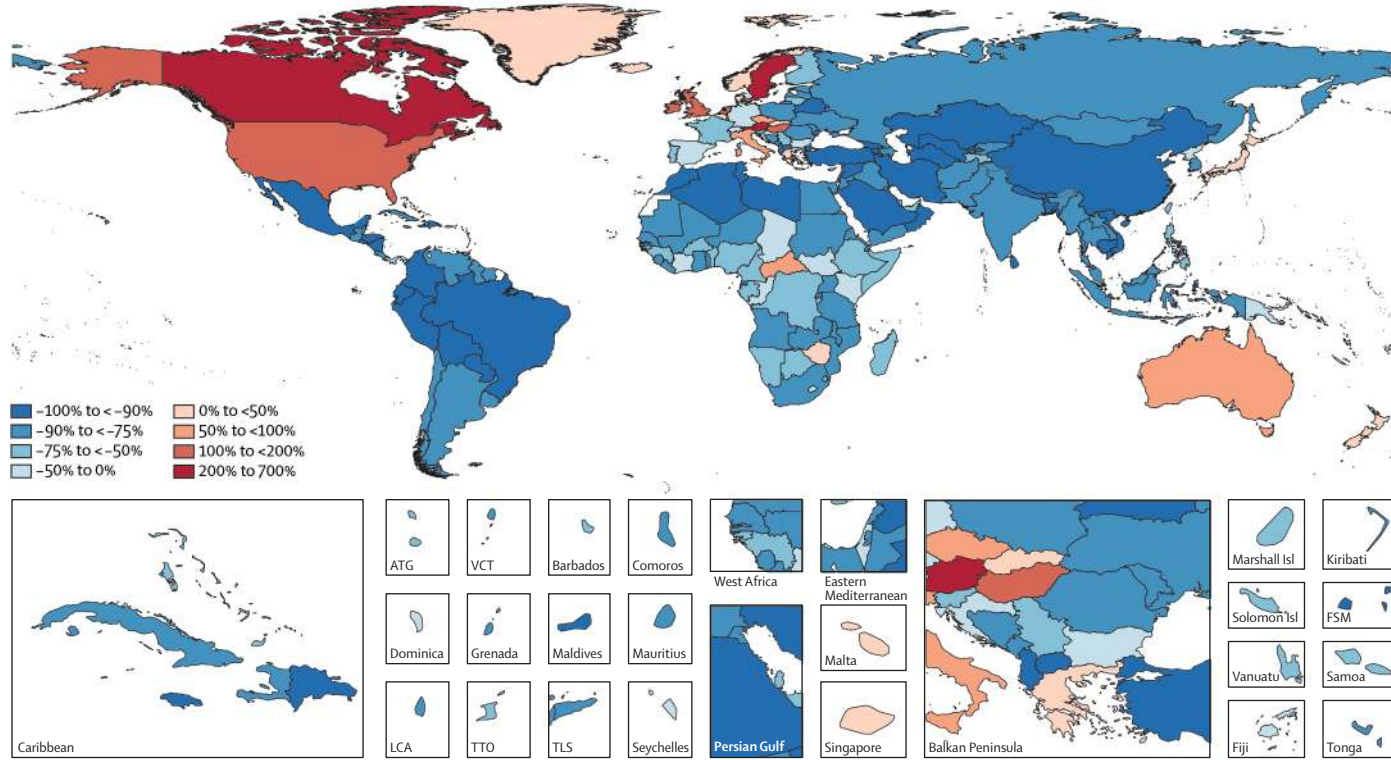 –100% to <–90%
–90% to <–75%
–75% to <–50%
–50% to 0%
0% to <50%
50% to <100%
100% to <200%
200% to 700%
Caribbean
ATG
VCT
Barbados
Comoros
Dominica
Grenada
Maldives
Mauritius
LCA
TTO
TLS
Seychelles
West Africa
Eastern
Mediterranean
Persian Gulf
Malta
Singapore
Balkan Peninsula
Marshall Isl
Kiribati
Solomon Isl
FSM
Vanuatu
Samoa
Fiji
Tonga